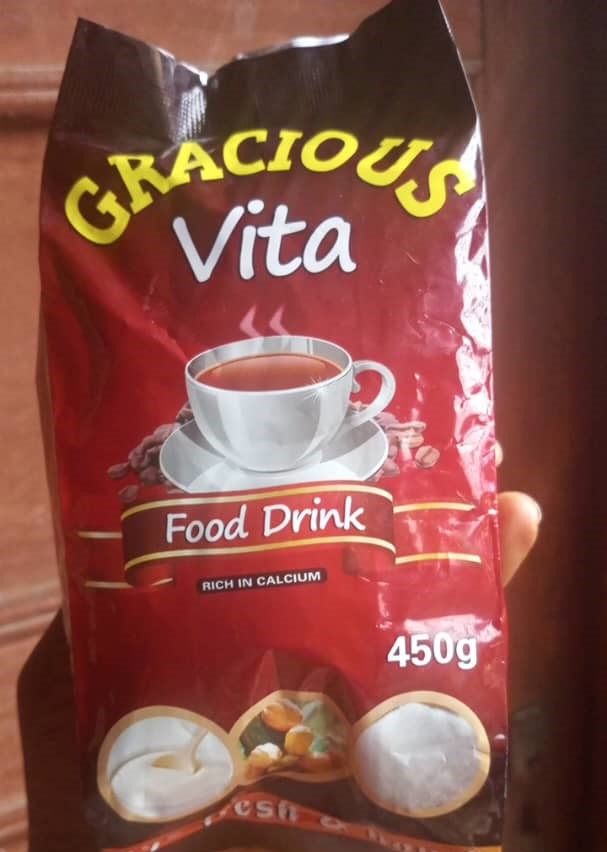 GRACIOUS
Vita
Food Drink
RICH IN CALCIUM
450g